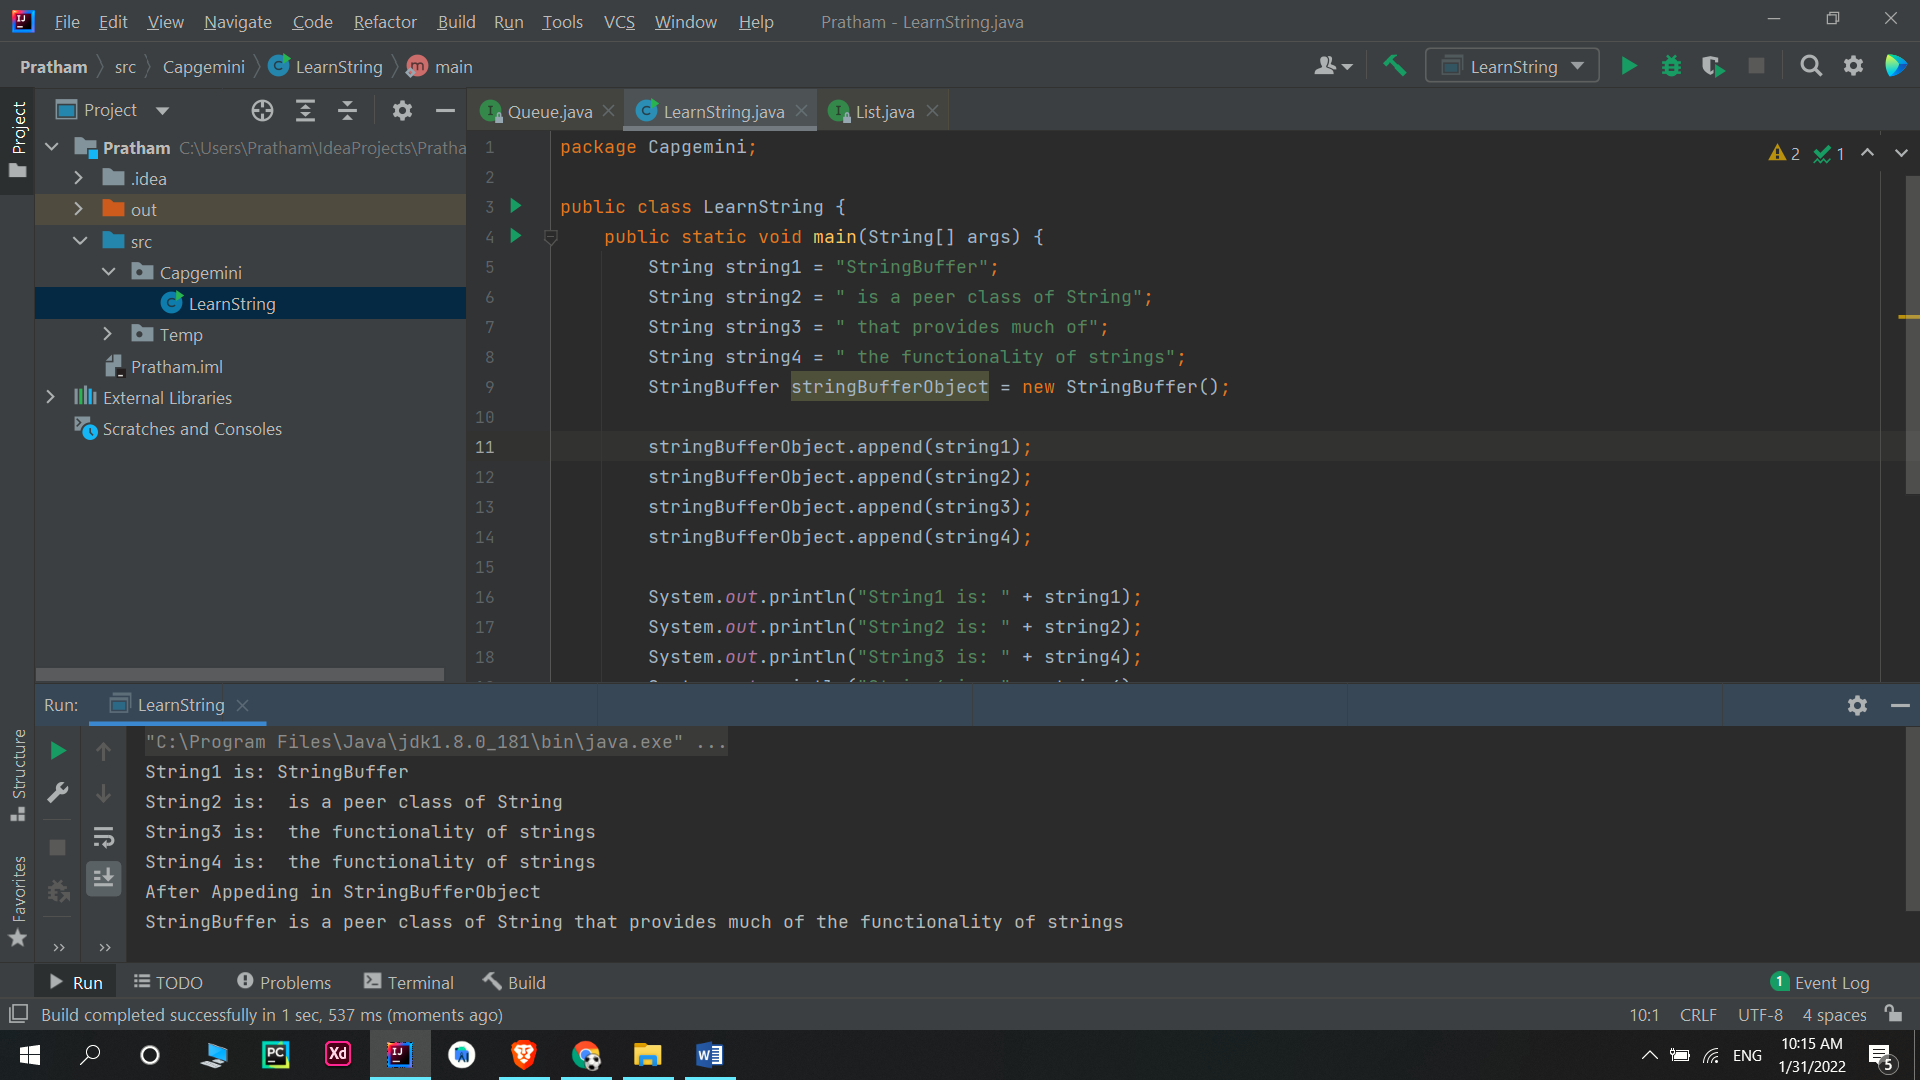 File Edit View Navigate Code Refactor Build Run Tools VCS Window Help Pratham - LearnString.java
Pratham src Capgemini LearnString main LearnString
Project
Project
Pratham C:\Users\Pratham\IdeaProjects\Pratha
.idea
out
src
Capgemini
LearnString
Temp
Pratham.iml
External Libraries
Scratches and Consoles
Queue.java LearnString.java List.java
2 1
1 package Capgemini;
2
3 public class LearnString {
4 public static void main(String[] args) {
5 String string1 = "StringBuffer";
6 String string2 = " is a peer class of String";
7 String string3 = " that provides much of";
8 String string4 = " the functionality of strings";
9 StringBuffer stringBufferObject = new StringBuffer();
10
11 stringBufferObject.append(string1);
12 stringBufferObject.append(string2);
13 stringBufferObject.append(string3);
14 stringBufferObject.append(string4);
15
16 System.out.println("String1 is: " + string1);
17 System.out.println("String2 is: " + string2);
18 System.out.println("String3 is: " + string4);
Run: LearnString
"C:\Program Files\Java\jdk1.8.0_181\bin\java.exe" ...
String1 is: StringBuffer
String2 is:  is a peer class of String
String3 is:  the functionality of strings
String4 is:  the functionality of strings
After Appeding in StringBufferObject
StringBuffer is a peer class of String that provides much of the functionality of strings
Structure
Favorites
Run TODO Problems Terminal Build 1 Event Log
Build completed successfully in 1 sec, 537 ms (moments ago) 10:1 CRLF UTF-8 4 spaces
PC Xd IJ W ENG 10:15 AM
1/31/2022 5